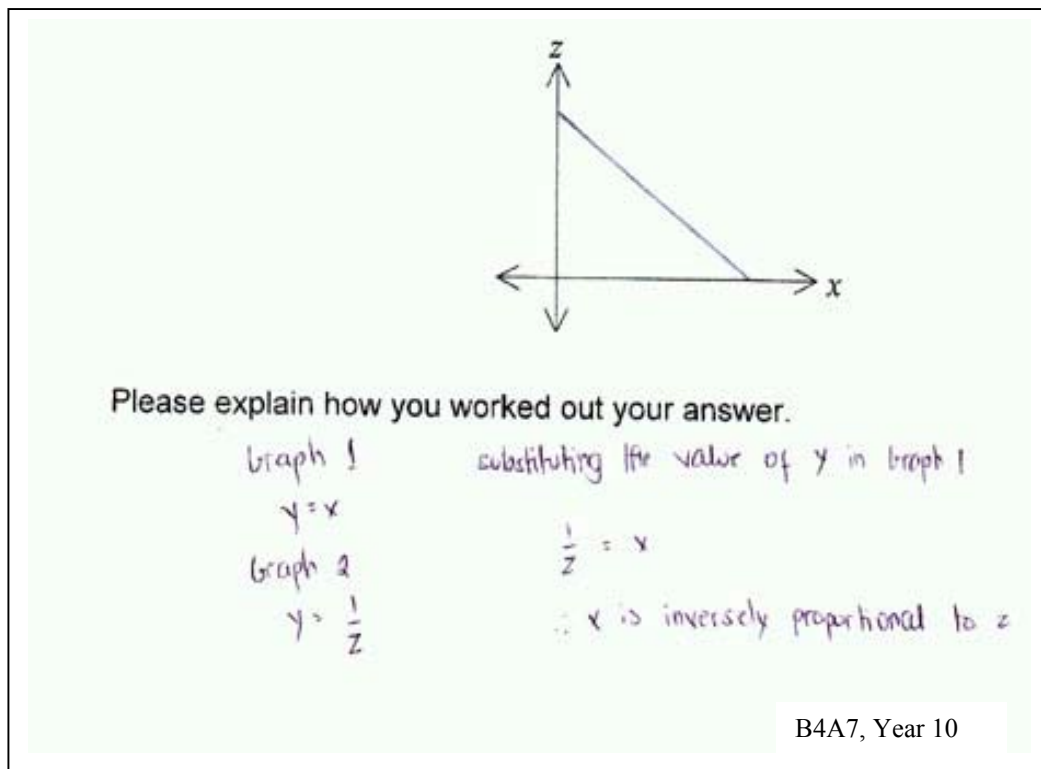 z
x
Please explain how you worked out your answer.
Graph 1 substituting the value of y in Graph 1
y = x
1/z = x
Graph 2
y = 1/z ∴ x is inversely proportional to z
B4A7, Year 10